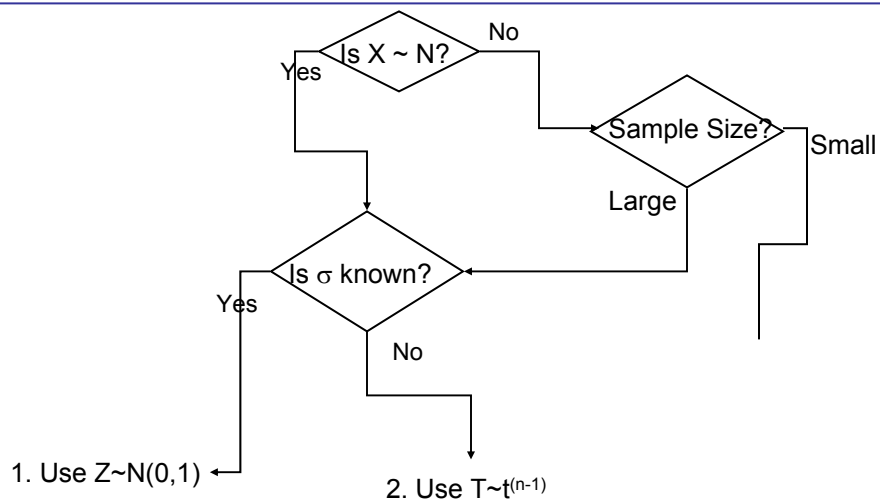 Is X ~ N?
No
Yes
Sample Size?
Small
Large
Is σ known?
Yes
No
1. Use Z~N(0,1)
2. Use T~t(n-1)